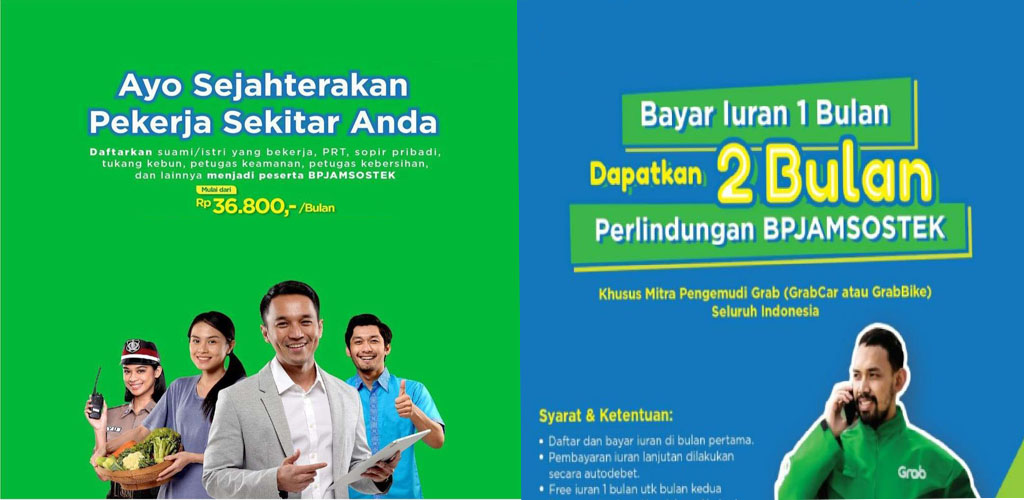 Ayo Sejahterakan
Pekerja Sekitar Anda
Daftarkan suami/istri yang bekerja, PRT, sopir pribadi,
tukang kebun, petugas keamanan, petugas kebersihan,
dan lainnya menjadi peserta BPJAMSOSTEK
Mulai dari
Rp 36.800,- /Bulan
Bayar Iuran 1 Bulan
Dapatkan 2 Bulan
Perlindungan BPJAMSOSTEK
Khusus Mitra Pengemudi Grab (GrabCar atau GrabBike)
Seluruh Indonesia
Syarat & Ketentuan:
• Daftar dan bayar iuran di bulan pertama.
• Pembayaran iuran lanjutan dilakukan
secara autodebet.
• Free iuran 1 bulan utk bulan kedua
Grab